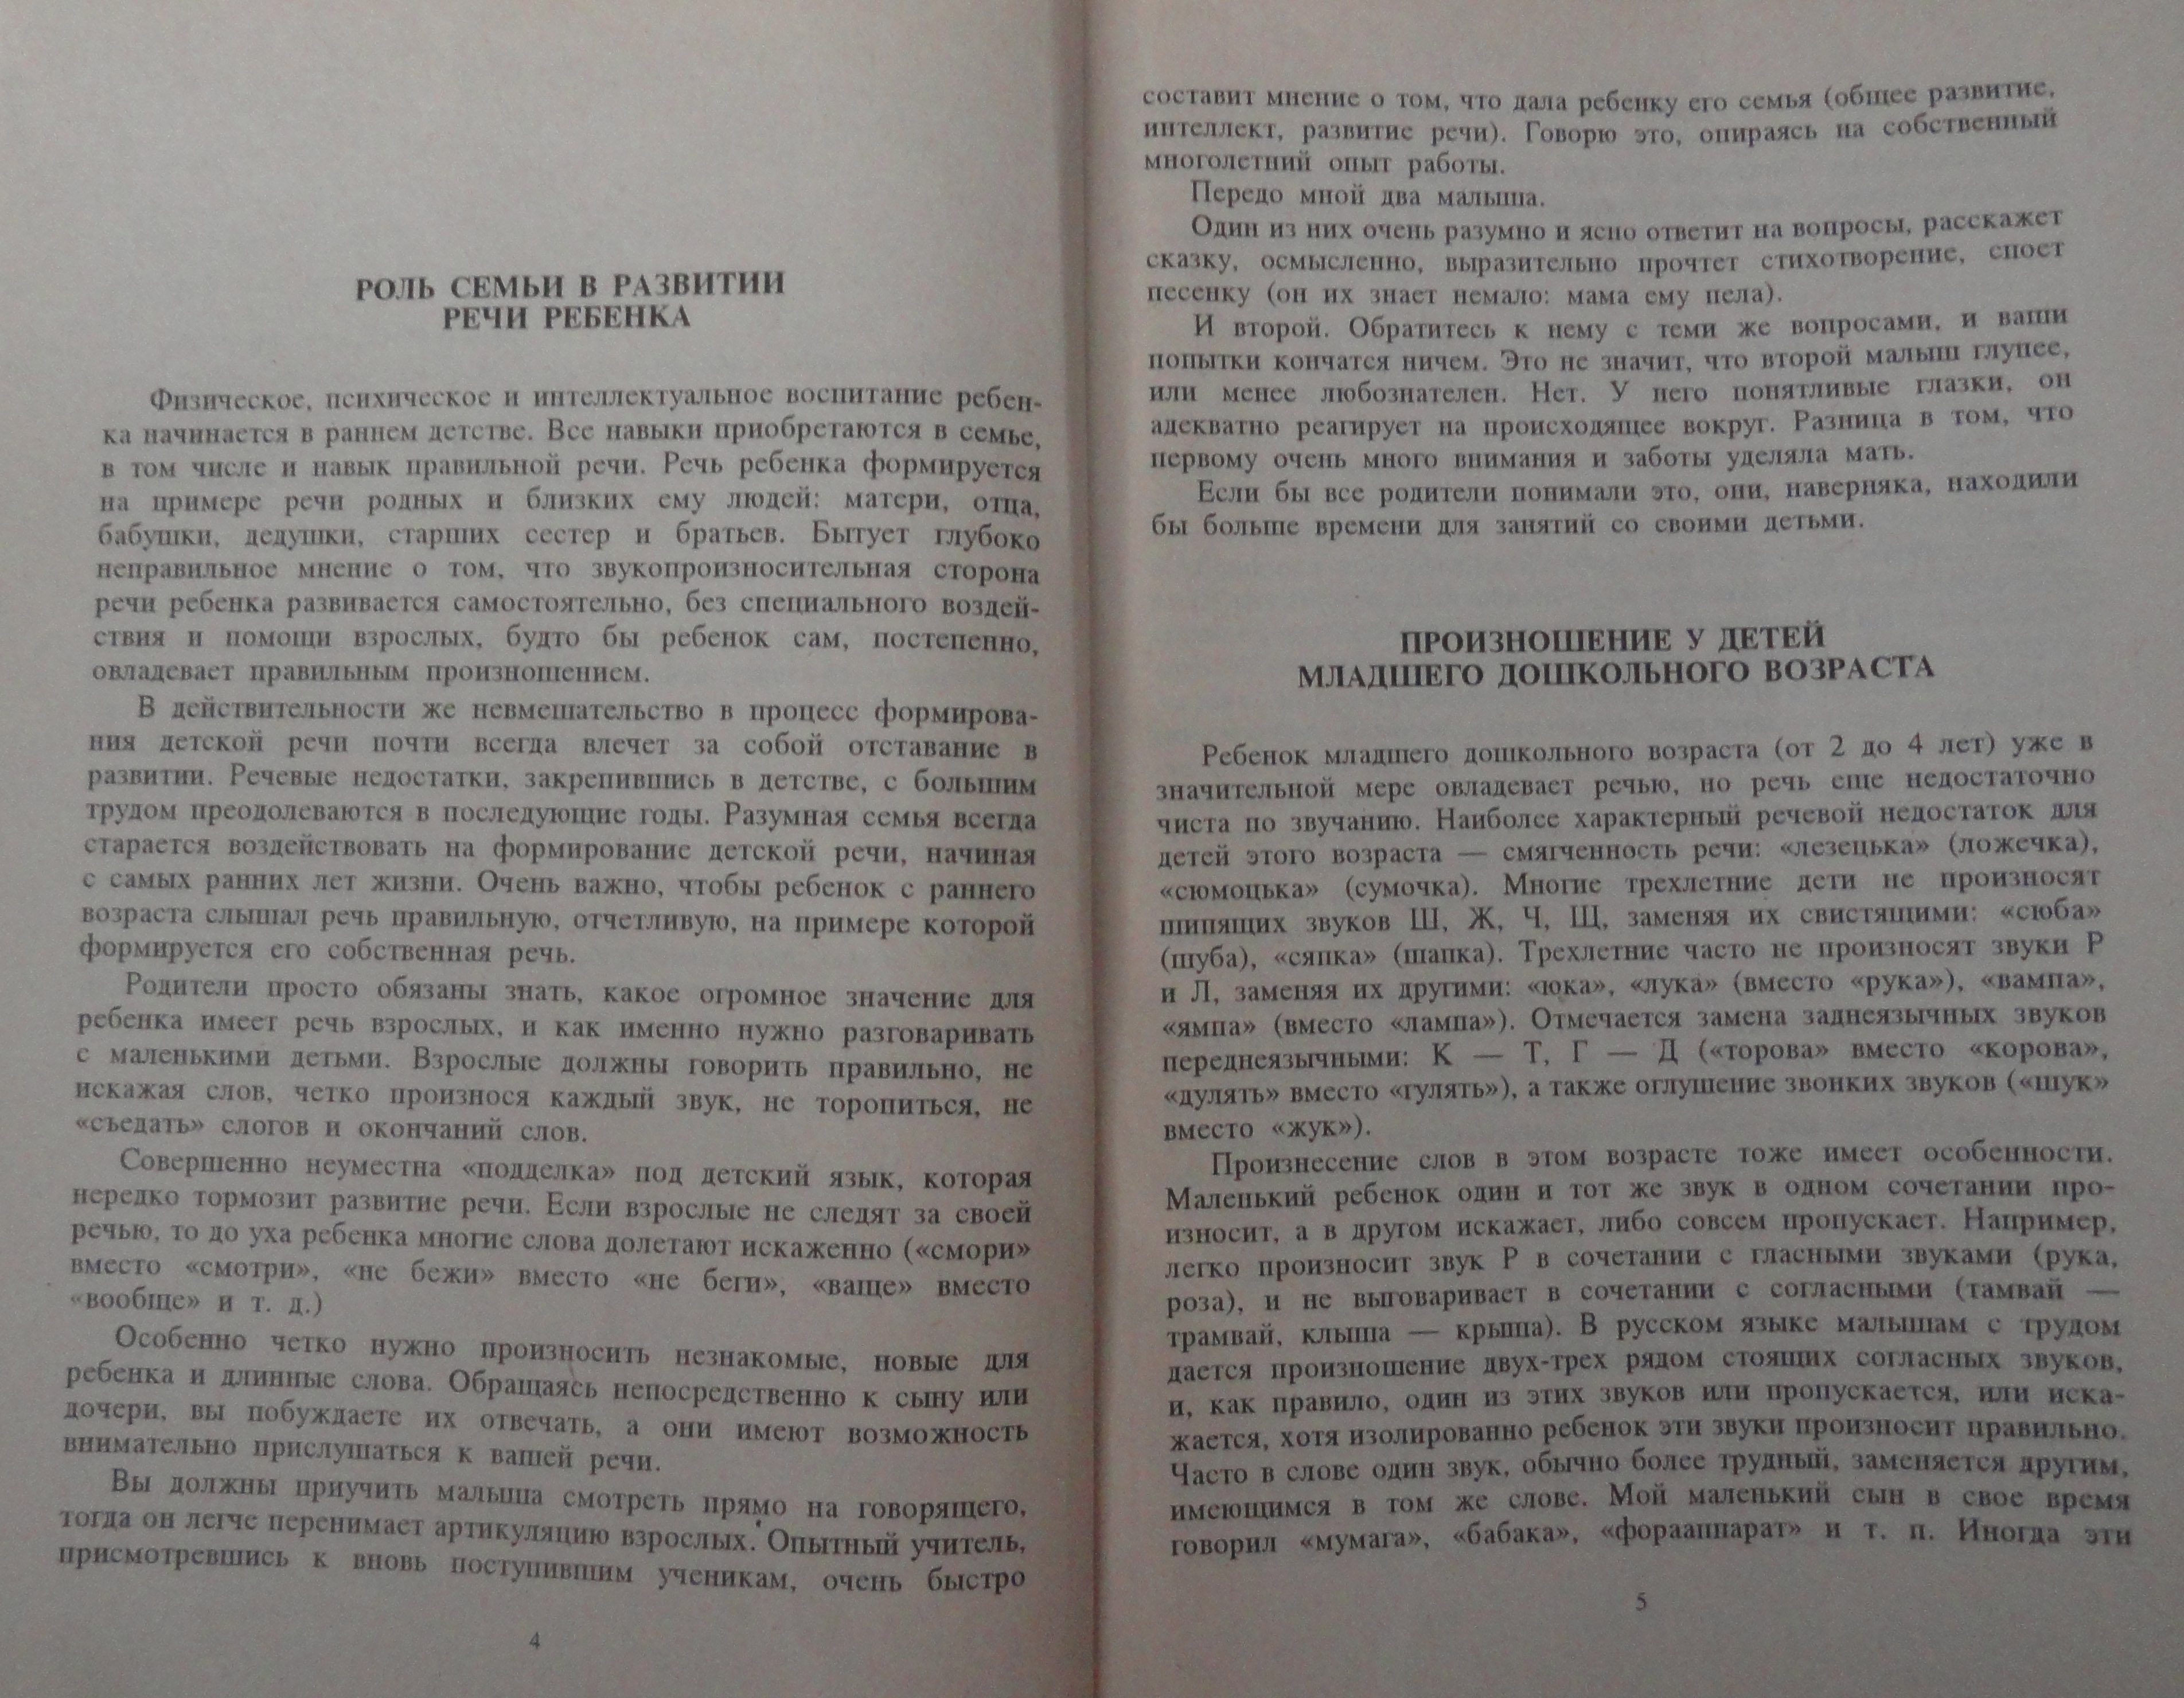 РОЛЬ СЕМЬИ В РАЗВИТИИ
РЕЧИ РЕБЕНКА
Физическое, психическое и интеллектуальное воспитание ребен-
ка начинается в раннем детстве. Все навыки приобретаются в семье,
в том числе и навык правильной речи. Речь ребенка формируется
на примере речи родных и близких ему людей: матери, отца,
бабушки, дедушки, старших сестер и братьев. Бытует глубоко
неправильное мнение о том, что звукопроизносительная сторона
речи ребенка развивается самостоятельно, без специального воздей-
ствия и помощи взрослых, будто бы ребенок сам, постепенно,
овладевает правильным произношением.
В действительности же невмешательство в процесс формирова-
ния детской речи почти всегда влечет за собой отставание в
развитии. Речевые недостатки, закрепившись в детстве, с большим
трудом преодолеваются в последующие годы. Разумная семья всегда
старается воздействовать на формирование детской речи, начиная
с самых ранних лет жизни. Очень важно, чтобы ребенок с раннего
возраста слышал речь правильную, отчетливую, на примере которой
формируется его собственная речь.
Родители просто обязаны знать, какое огромное значение для
ребенка имеет речь взрослых, и как именно нужно разговаривать
с маленькими детьми. Взрослые должны говорить правильно, не
искажая слов, четко произнося каждый звук, не торопиться, не
«съедать» слогов и окончаний слов.
Совершенно неуместна «подделка» под детский язык, которая
нередко тормозит развитие речи. Если взрослые не следят за своей
речью, то до уха ребенка многие слова долетают искаженно («смори»
вместо «смотри», «не бежи» вместо «не беги», «ваще» вместо
«вообще» и т. д.)
Особенно четко нужно произносить незнакомые, новые для
ребенка и длинные слова. Обращаясь непосредственно к сыну или
дочери, вы побуждаете их отвечать, а они имеют возможность
внимательно прислушаться к вашей речи.
Вы должны приучить малыша смотреть прямо на говорящего,
тогда он легче перенимает артикуляцию взрослых. Опытный учитель,
присмотревшись к вновь поступившим ученикам, очень быстро
4
составит мнение о том, что дала ребенку его семья (общее развитие,
интеллект, развитие речи). Говорю это, опираясь на собственный
многолетний опыт работы.
Передо мной два малыша.
Один из них очень разумно и ясно ответит на вопросы, расскажет
сказку, осмысленно, выразительно прочтет стихотворение, споет
песенку (он их знает немало: мама ему пела).
И второй. Обратитесь к нему с теми же вопросами, и ваши
попытки кончатся ничем. Это не значит, что второй малыш глупее,
или менее любознателен. Нет. У него понятливые глазки, он
адекватно реагирует на происходящее вокруг. Разница в том, что
первому очень много внимания и заботы уделяла мать.
Если бы все родители понимали это, они, наверняка, находили
бы больше времени для занятий со своими детьми.
ПРОИЗНОШЕНИЕ У ДЕТЕЙ
МЛАДШЕГО ДОШКОЛЬНОГО ВОЗРАСТА
Ребенок младшего дошкольного возраста (от 2 до 4 лет) уже в
значительной мере овладевает речью, но речь еще недостаточно
чиста по звучанию. Наиболее характерный речевой недостаток для
детей этого возраста — смягченность речи: «лезецька» (ложечка),
«сюмоцька» (сумочка). Многие трехлетние дети не произносят
шипящих звуков Ш, Ж, Ч, Щ, заменяя их свистящими: «сюба»
(шуба), «сяпка» (шапка). Трехлетние часто не произносят звуки Р
и Л, заменяя их другими: «юка», «лука» (вместо «рука»), «вампа»,
«ямпа» (вместо «лампа»). Отмечается замена заднеязычных звуков
переднеязычными: К — Т, Г — Д («торова» вместо «корова»,
«дулять» вместо «гулять»), а также оглушение звонких звуков («шук»
вместо «жук»).
Произнесение слов в этом возрасте тоже имеет особенности.
Маленький ребенок один и тот же звук в одном сочетании про-
износит, а в другом искажает, либо совсем пропускает. Например,
легко произносит звук Р в сочетании с гласными звуками (рука,
роза), и не выговаривает в сочетании с согласными (тамвай —
трамвай, клыша — крыша). В русском языке малышам с трудом
дается произношение двух-трех рядом стоящих согласных звуков,
и, как правило, один из этих звуков или пропускается, или иска-
жается, хотя изолированно ребенок эти звуки произносит правильно.
Часто в слове один звук, обычно более трудный, заменяется другим,
имеющимся в том же слове. Мой маленький сын в свое время
говорил «мумага», «бабака», «форааппарат» и т. п. Иногда эти
5